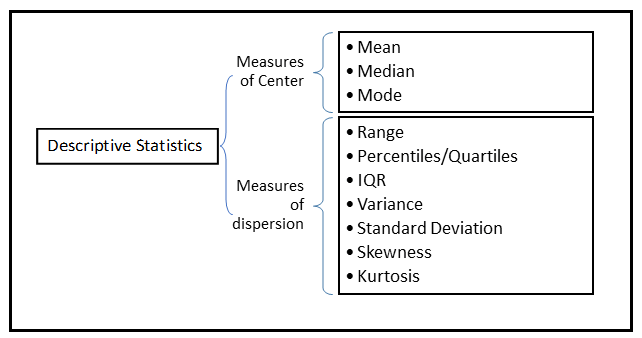 Descriptive Statistics
Measures
of Center
• Mean
• Median
• Mode
Measures
of
dispersion
• Range
• Percentiles/Quartiles
• IQR
• Variance
• Standard Deviation
• Skewness
• Kurtosis